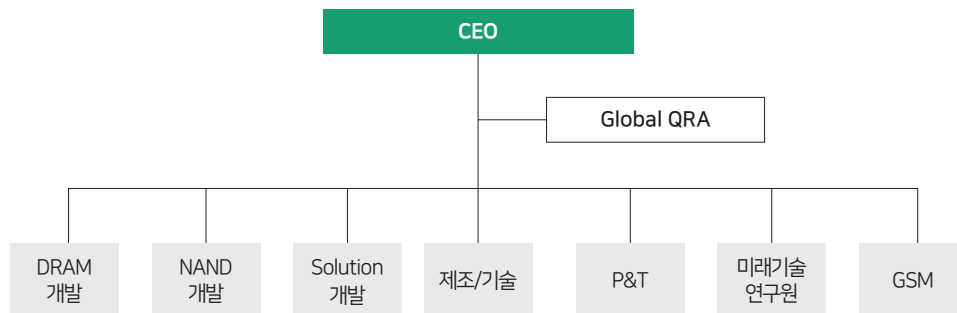 CEO
Global QRA
DRAM
개발
NAND
개발
Solution
개발
제조/기술
P&T
미래기술
연구원
GSM